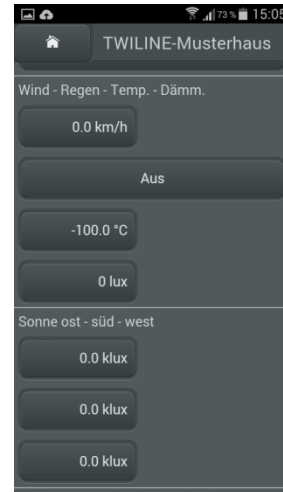 73 % 15:05
TWILINE-Musterhaus
Wind - Regen - Temp. - Dämm.
0.0 km/h
Aus
-100.0 °C
0 lux
Sonne ost - süd - west
0.0 klux
0.0 klux
0.0 klux